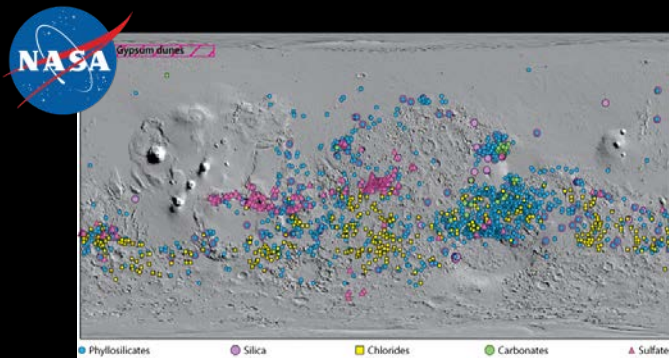 NASA
Gypsum dunes
Phyllosilicates
Silica
Chlorides
Carbonates
Sulfate